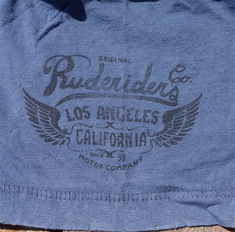 ORIGINAL
Ruderiders Co.
LOS ANGELES
X
CALIFORNIA
SINCE X 59
MOTOR COMPANY